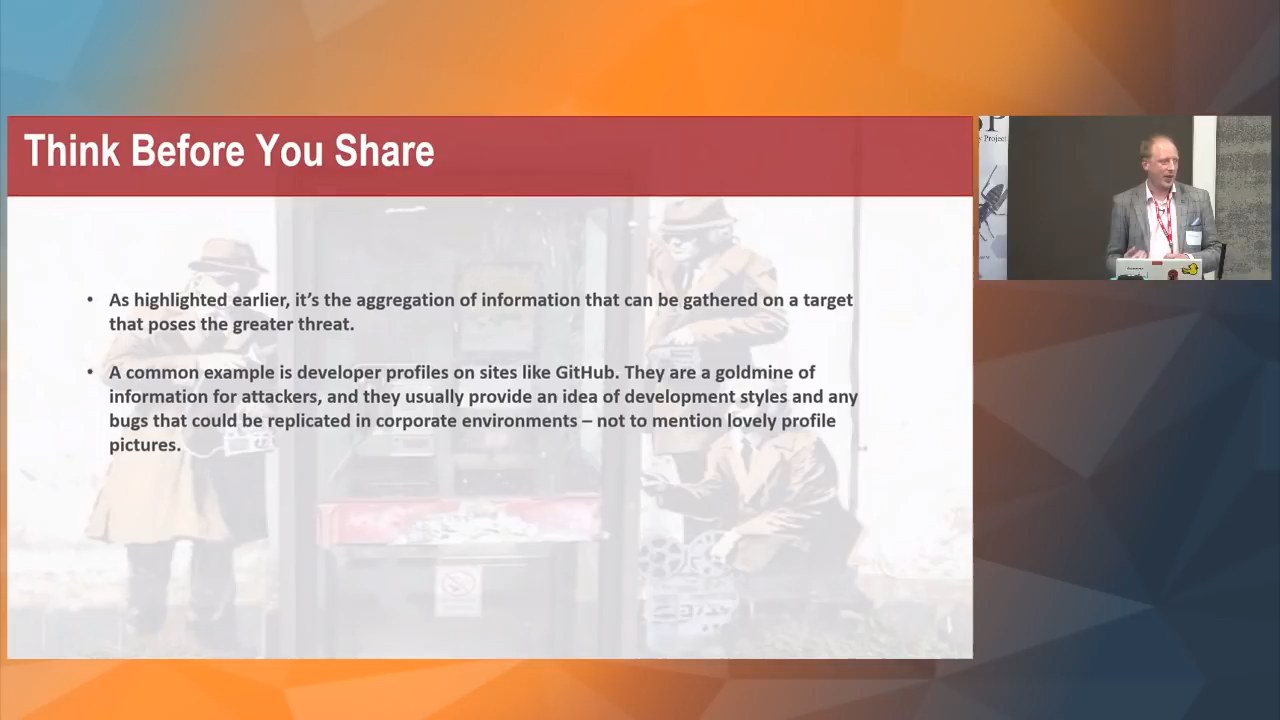 Think Before You Share
• As highlighted earlier, it’s the aggregation of information that can be gathered on a target
that poses the greater threat.
• A common example is developer profiles on sites like GitHub. They are a goldmine of
information for attackers, and they usually provide an idea of development styles and any
bugs that could be replicated in corporate environments – not to mention lovely profile
pictures.
P
y Project